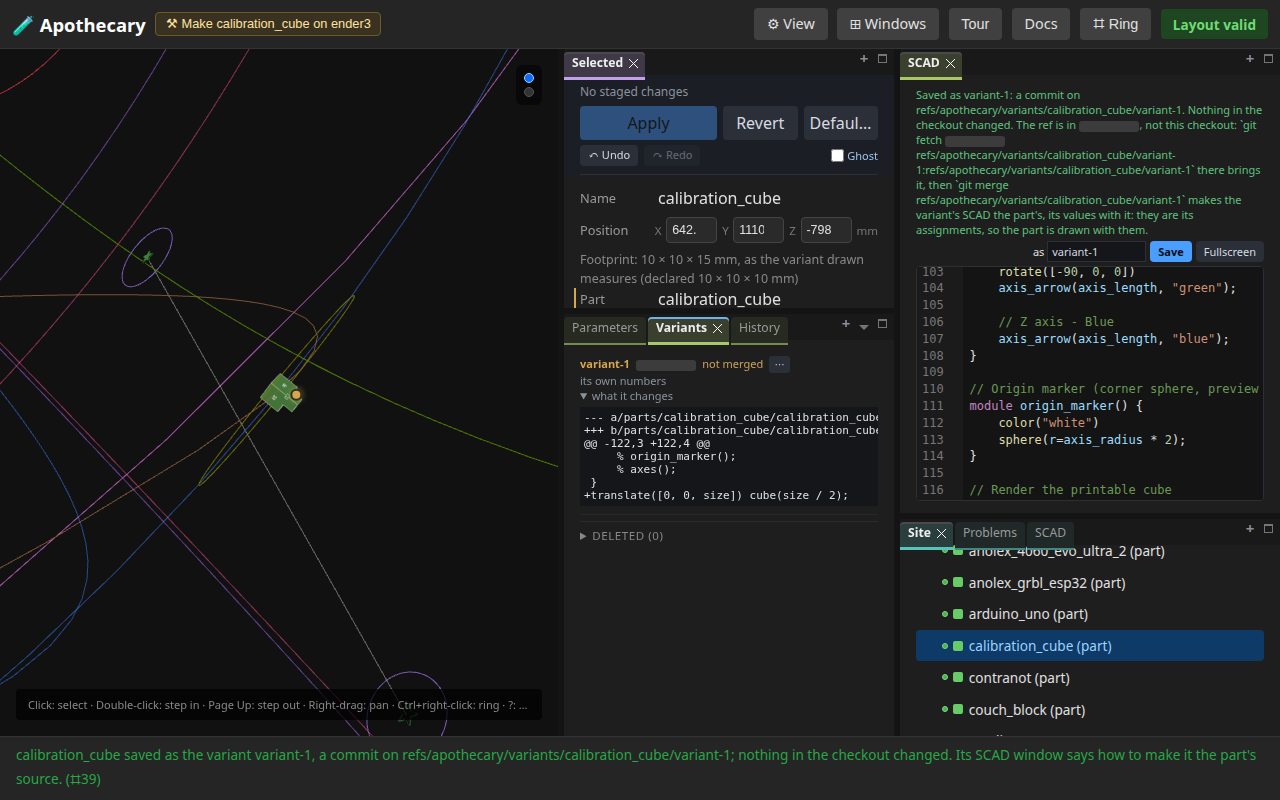 🧪 Apothecary
⚒ Make calibration_cube on ender3
⚙ View
⊞ Windows
Tour
Docs
⌗ Ring
Layout valid
Click: select · Double-click: step in · Page Up: step out · Right-drag: pan · Ctrl+right-click: ring · ?: ...
Selected
No staged changes
Apply
Revert
Defaul...
↶ Undo
↷ Redo
Ghost
Name calibration_cube
Position X 642. Y 1110 Z -798 mm
Footprint: 10 × 10 × 15 mm, as the variant drawn
measures (declared 10 × 10 × 10 mm)
Part calibration_cube
Parameters
Variants
History
variant-1 not merged ...
its own numbers
▼ what it changes
--- a/parts/calibration_cube/calibration_cube
+++ b/parts/calibration_cube/calibration_cube
@@ -122,3 +122,4 @@
% origin_marker();
% axes();
}
+translate([0, 0, size]) cube(size / 2);
▶ DELETED (0)
SCAD
Saved as variant-1: a commit on
refs/apothecary/variants/calibration_cube/variant-1. Nothing in the
checkout changed. The ref is in , not this checkout: `git
fetch
refs/apothecary/variants/calibration_cube/variant-
1:refs/apothecary/variants/calibration_cube/variant-1` there brings
it, then `git merge
refs/apothecary/variants/calibration_cube/variant-1` makes the
variant's SCAD the part's, its values with it: they are its
assignments, so the part is drawn with them.
as variant-1 Save Fullscreen
103 rotate([-90, 0, 0])
104 axis_arrow(axis_length, "green");
105
106 // Z axis - Blue
107 axis_arrow(axis_length, "blue");
108 }
109
110 // Origin marker (corner sphere, preview
111 module origin_marker() {
112 color("white")
113 sphere(r=axis_radius * 2);
114 }
115
116 // Render the printable cube
Site
Problems
SCAD
anolex_4060_evo_ultra_2 (part)
anolex_grbl_esp32 (part)
arduino_uno (part)
calibration_cube (part)
contranot (part)
couch_block (part)
calibration_cube saved as the variant variant-1, a commit on refs/apothecary/variants/calibration_cube/variant-1; nothing in the checkout changed. Its SCAD window says how to make it the part's
source. (⌗39)